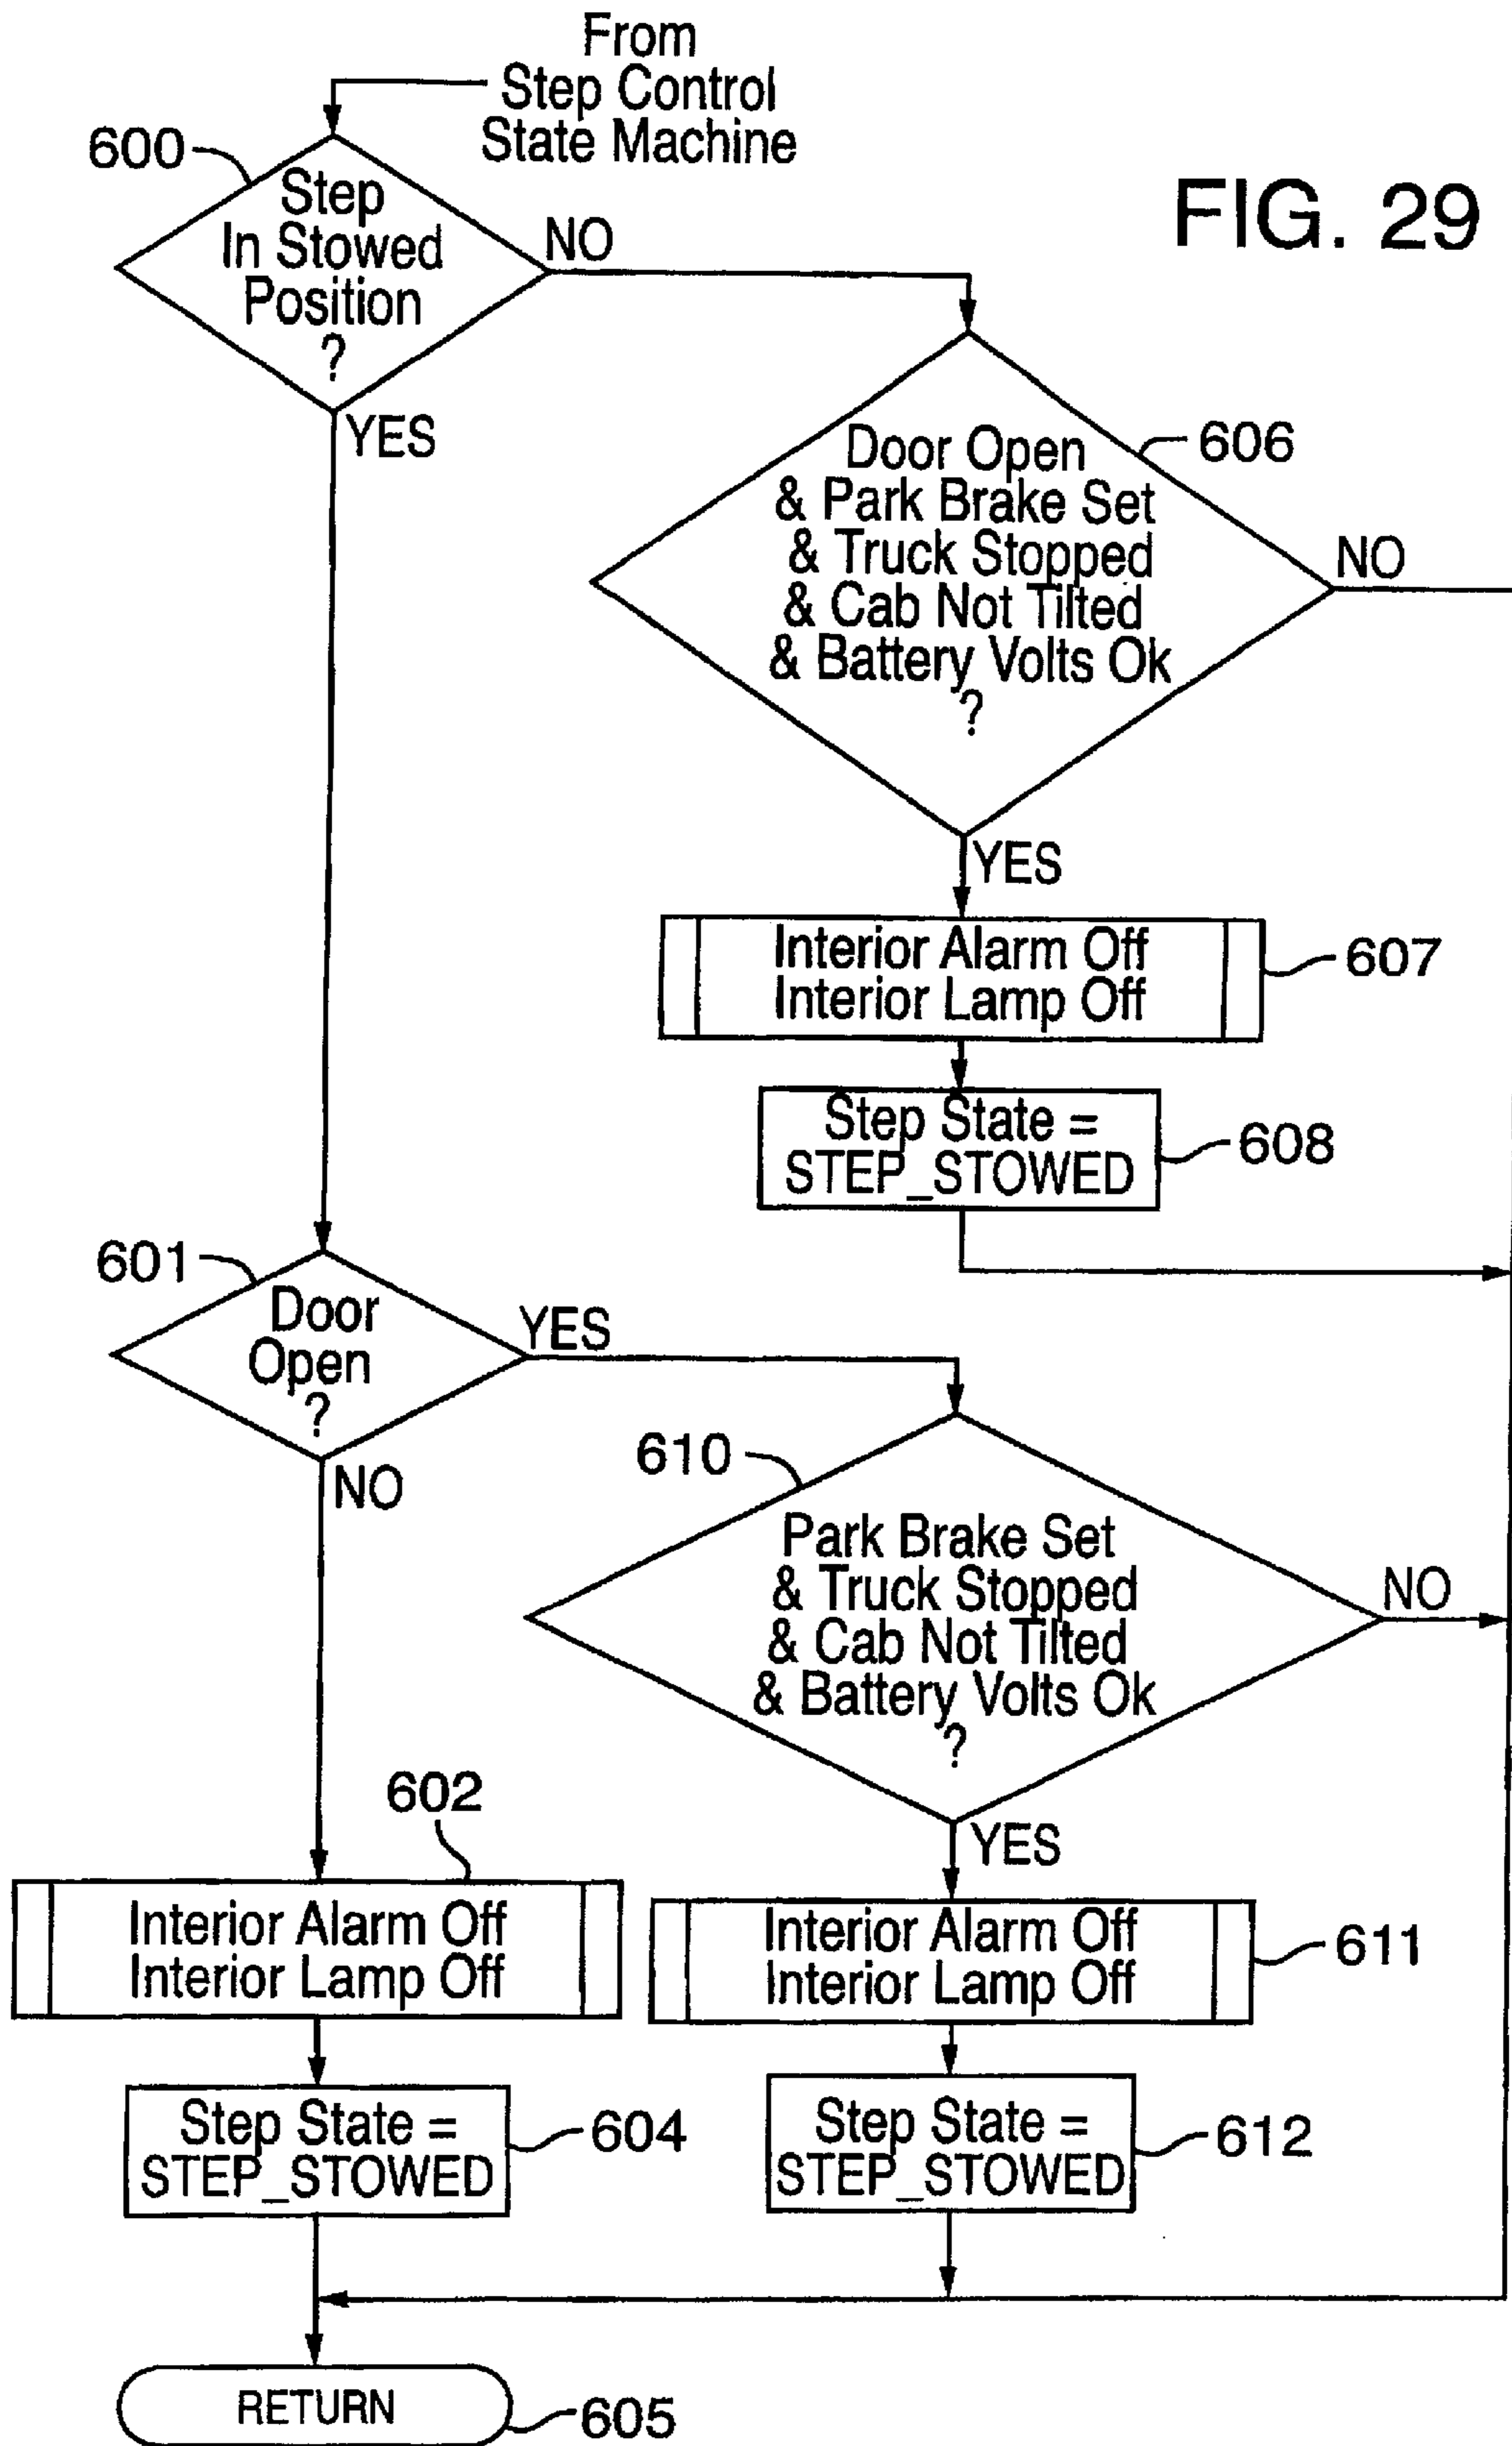 From
Step Control
State Machine
FIG. 29
600
Step
In Stowed
Position
?
NO
YES
Door Open
& Park Brake Set
& Truck Stopped
& Cab Not Tilted
& Battery Volts Ok
?
606
NO
YES
Interior Alarm Off
Interior Lamp Off
607
Step State =
STEP_STOWED
608
601
Door
Open
?
YES
NO
610
Park Brake Set
& Truck Stopped
& Cab Not Tilted
& Battery Volts Ok
?
NO
YES
602
Interior Alarm Off
Interior Lamp Off
Interior Alarm Off
Interior Lamp Off
611
Step State =
STEP_STOWED
604
Step State =
STEP_STOWED
612
RETURN
605